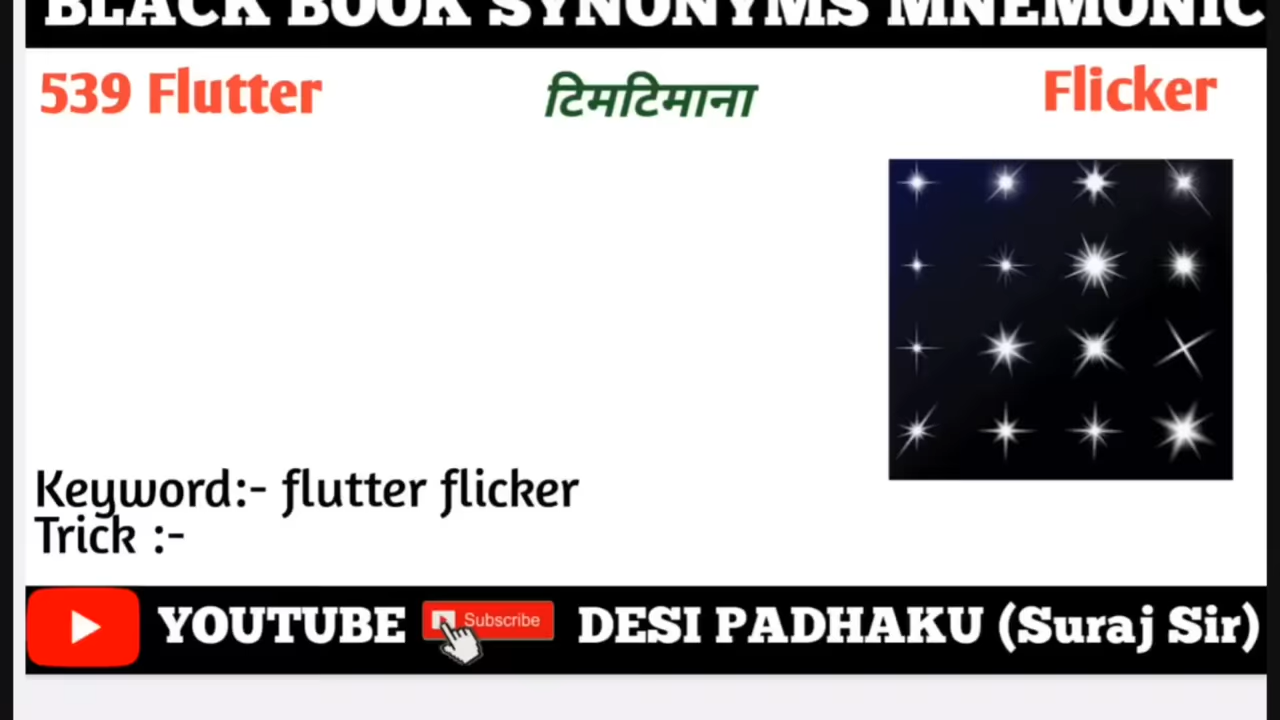 BLACK BOOK SYNONYMS MNEMONIC
539 Flutter टिमटिमाना Flicker
Keyword:- flutter flicker
Trick :-
YOUTUBE Subscribe DESI PADHAKU (Suraj Sir)